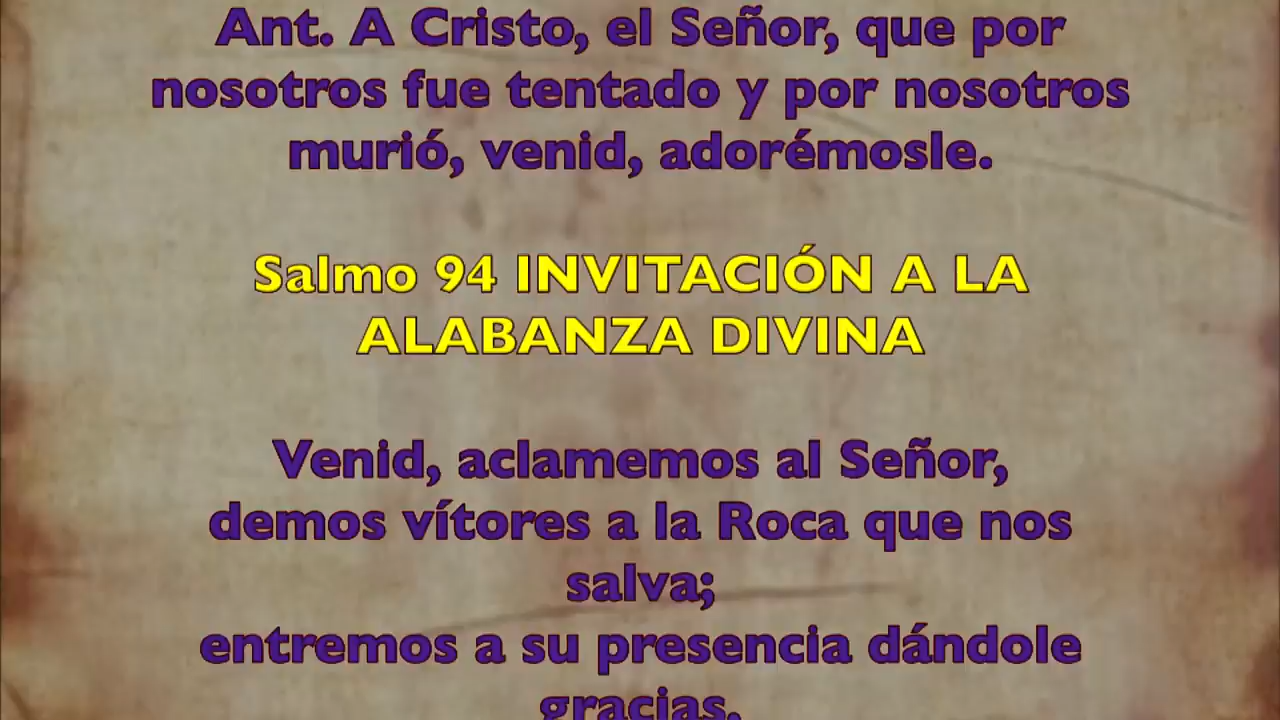 Ant. A Cristo, el Señor, que por
nosotros fue tentado y por nosotros
murió, venid, adorémosle.
Salmo 94 INVITACIÓN A LA
ALABANZA DIVINA
Venid, aclamemos al Señor,
demos vítores a la Roca que nos
salva;
entremos a su presencia dándole
gracias,